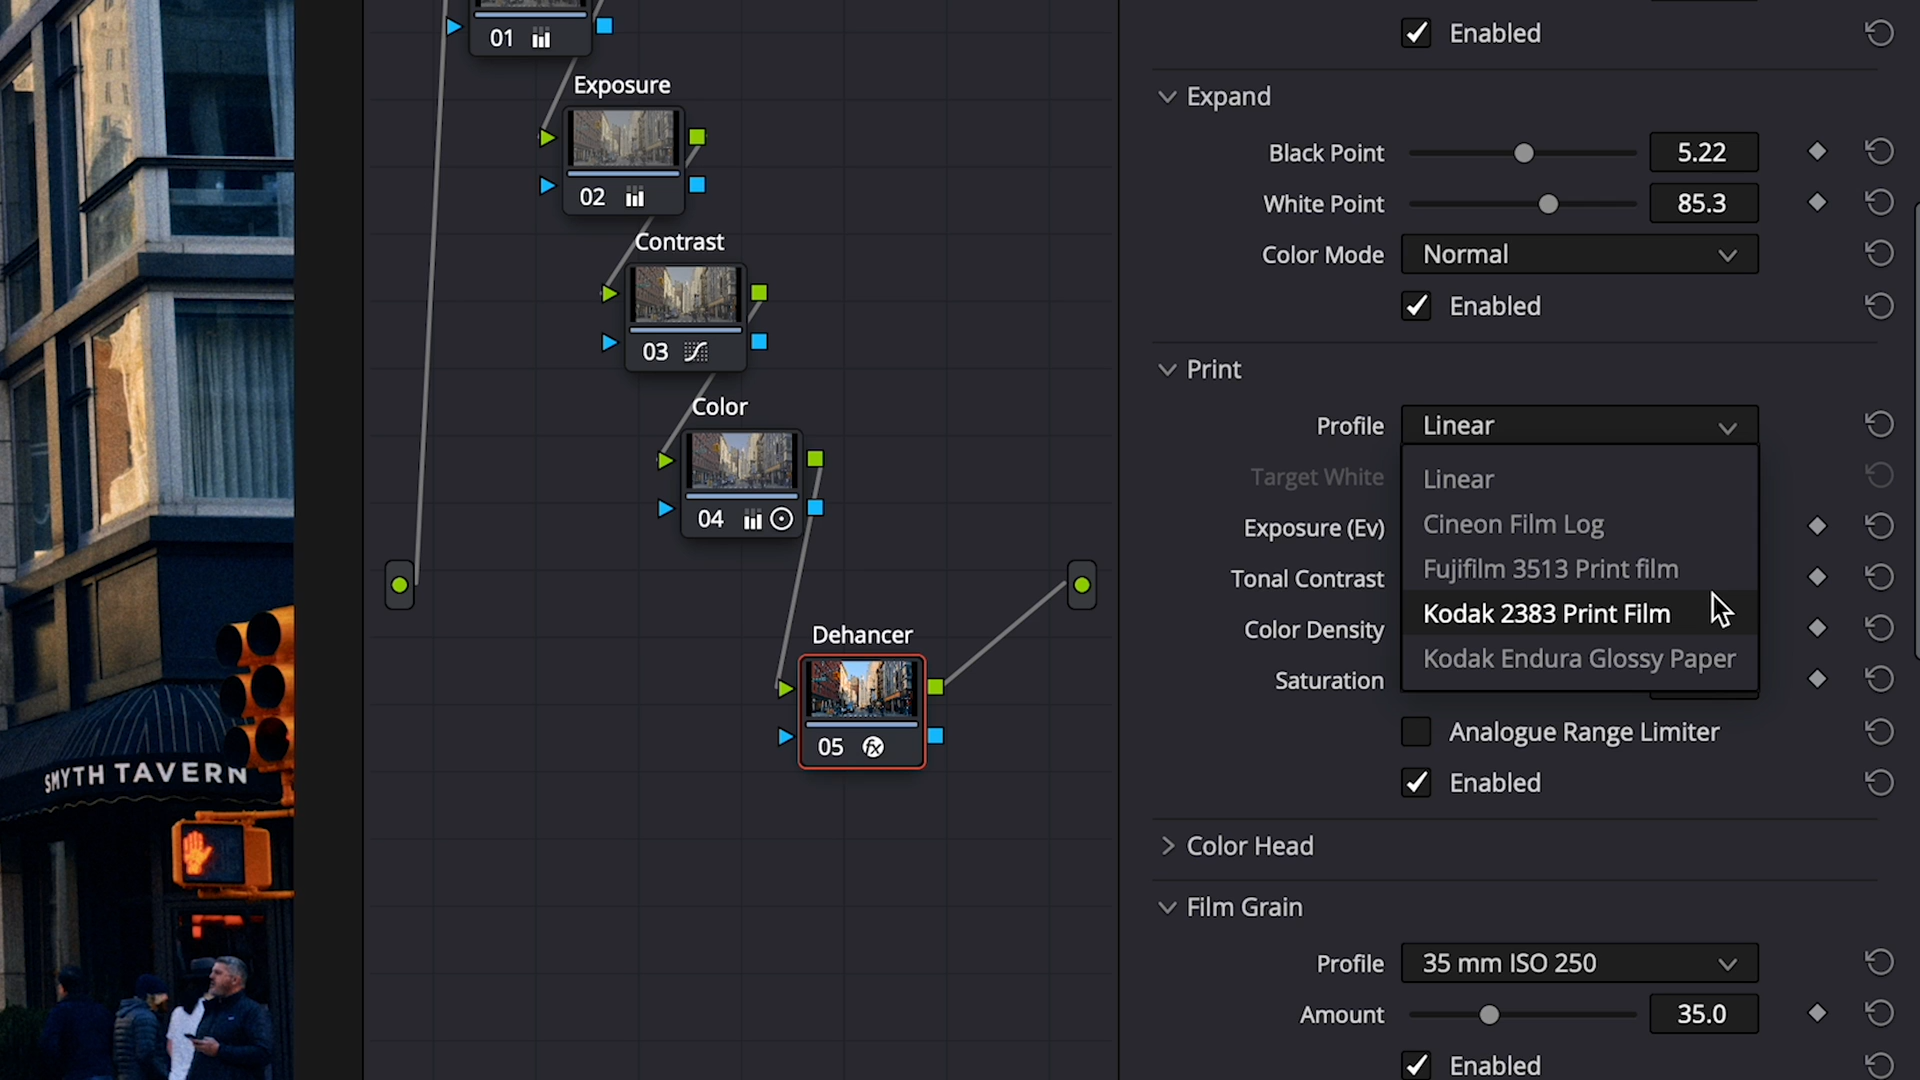 01
Exposure
02
Contrast
03
Color
04
Dehancer
05
fx
SMYTH TAVERN
Enabled
Expand
Black Point 5.22
White Point 85.3
Color Mode Normal
Enabled
Print
Profile Linear
Target White
Linear
Cineon Film Log
Exposure (Ev)
Fujifilm 3513 Print film
Tonal Contrast
Kodak 2383 Print Film
Color Density
Kodak Endura Glossy Paper
Saturation
Analogue Range Limiter
Enabled
Color Head
Film Grain
Profile 35 mm ISO 250
Amount 35.0
Enabled